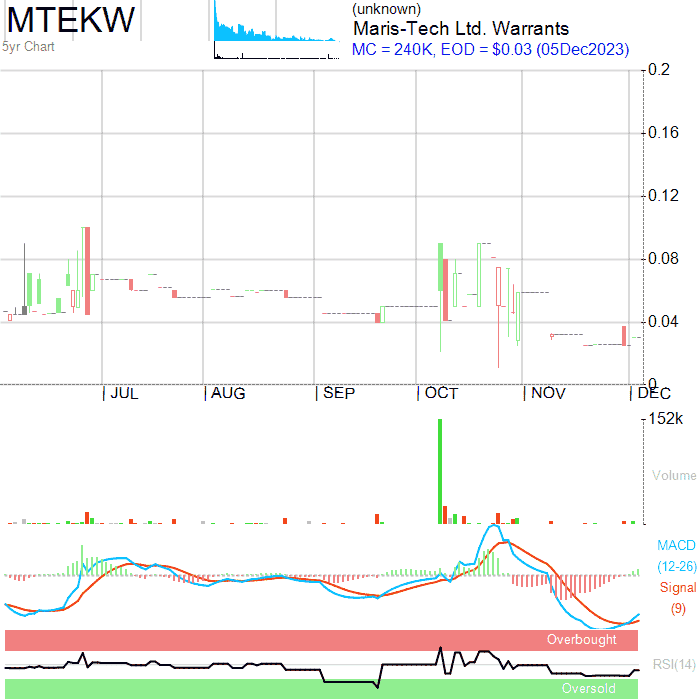 MTEKW
5yr Chart
(unknown)
Maris-Tech Ltd. Warrants
MC = 240K, EOD = $0.03 (05Dec2023)
0.2
0.16
0.12
0.08
0.04
0
JUL AUG SEP OCT NOV DEC
152k
Volume
MACD
(12-26)
Signal
(9)
Overbought
RSI(14)
Oversold